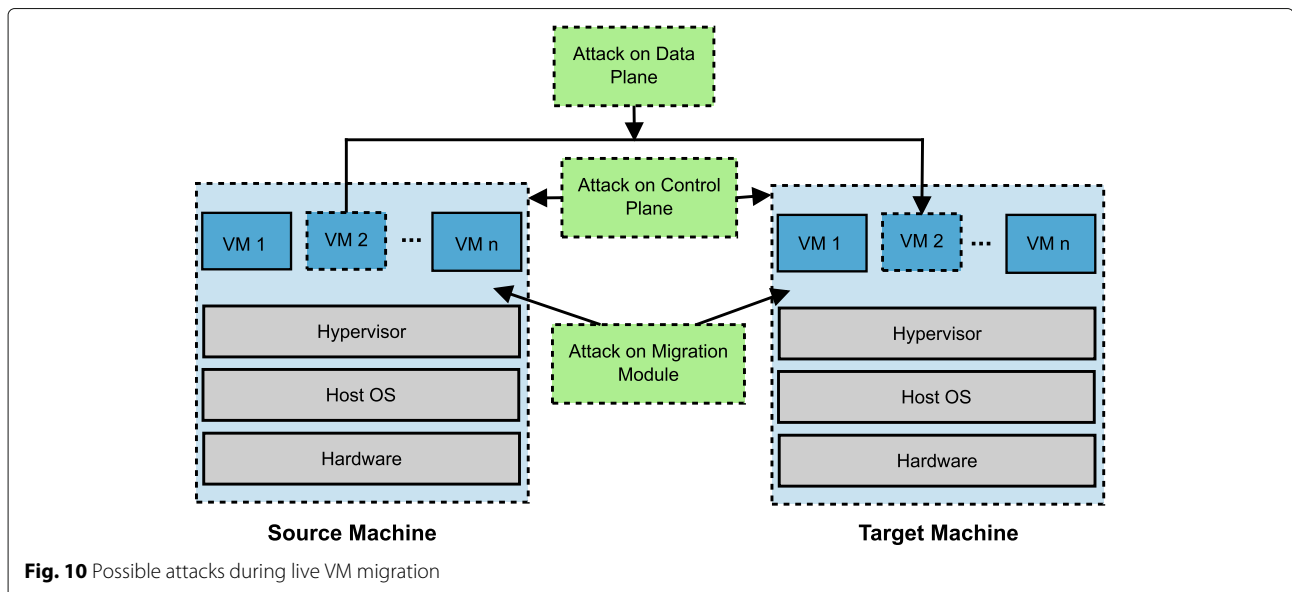 Attack on Data
Plane
Attack on Control
Plane
VM 1
VM 2
...
VM n
VM 1
VM 2
...
VM n
Hypervisor
Host OS
Hardware
Attack on Migration
Module
Hypervisor
Host OS
Hardware
Source Machine
Target Machine
Fig. 10 Possible attacks during live VM migration